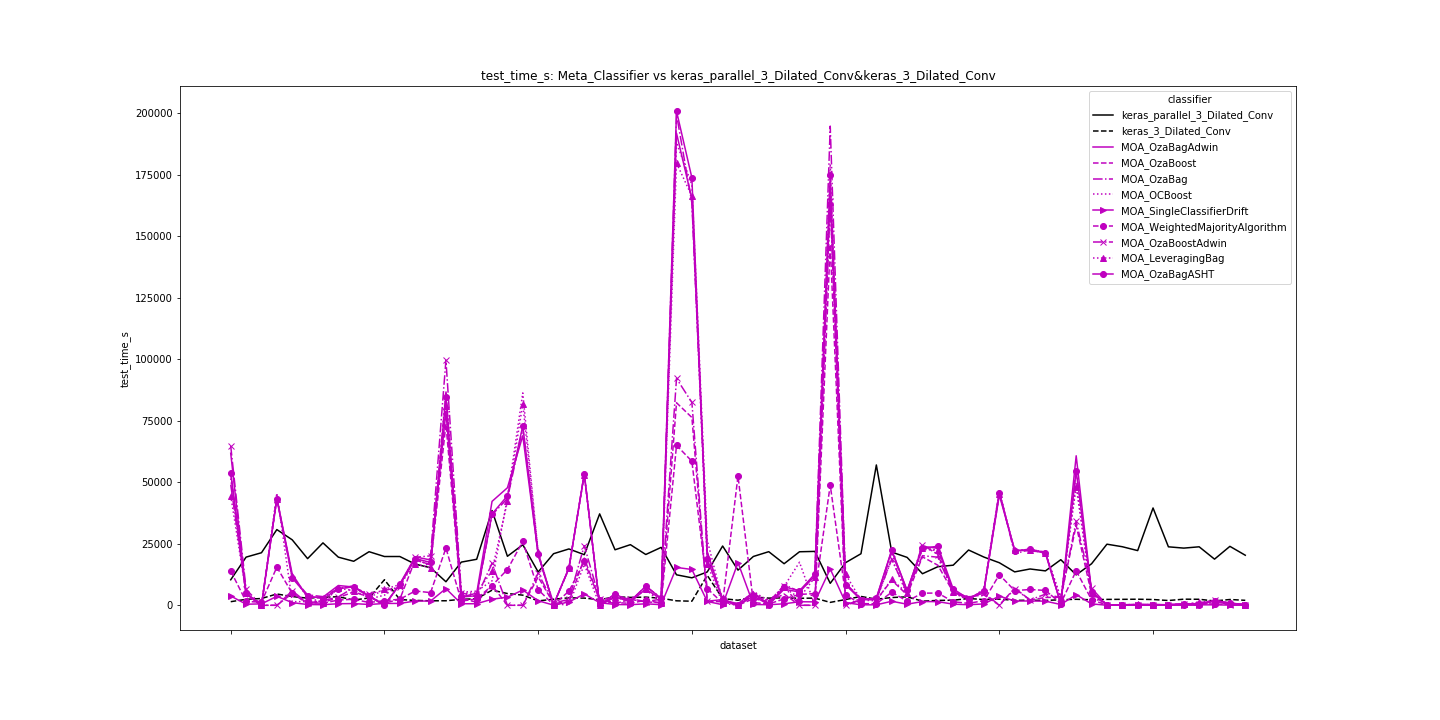 test_time_s: Meta_Classifier vs keras_parallel_3_Dilated_Conv&keras_3_Dilated_Conv
classifier
keras_parallel_3_Dilated_Conv
keras_3_Dilated_Conv
MOA_OzaBagAdwin
MOA_OzaBoost
MOA_OzaBag
MOA_OCBoost
MOA_SingleClassifierDrift
MOA_WeightedMajorityAlgorithm
MOA_OzaBoostAdwin
MOA_LeveragingBag
MOA_OzaBagASHT
200000
175000
150000
125000
100000
75000
50000
25000
0
test_time_s
dataset